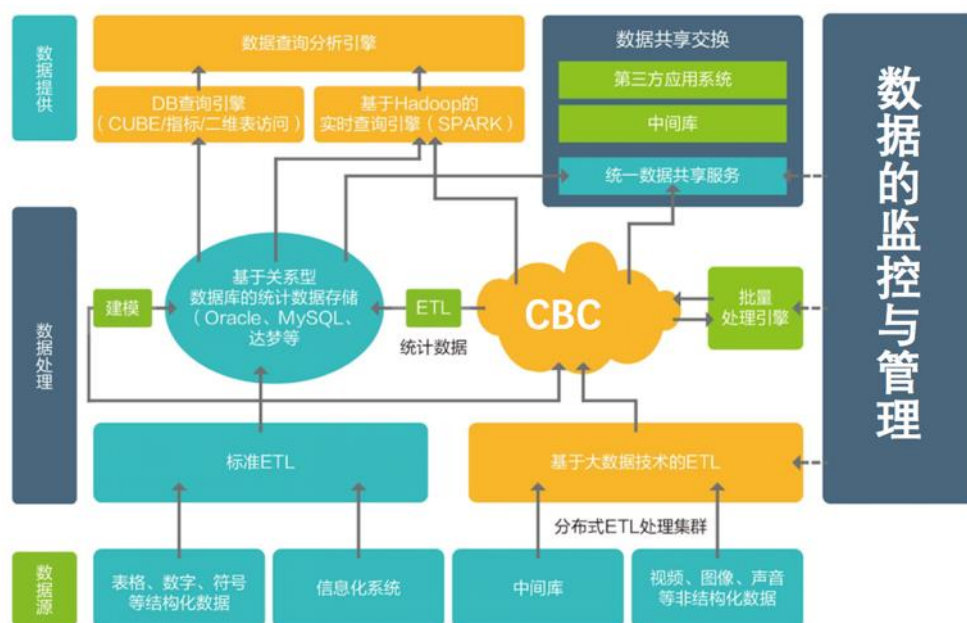 数据提供
数据查询分析引擎
DB查询引擎
（CUBE/指标/二维表访问）
基于Hadoop的
实时查询引擎（SPARK）
数据共享交换
第三方应用系统
中间库
统一数据共享服务
数据的监控与管理
数据处理
建模
基于关系型
数据库的统计数据存储
（Oracle、MySQL、
达梦等
ETL
统计数据
CBC
批量
处理引擎
标准ETL
基于大数据技术的ETL
分布式ETL处理集群
数据源
表格、数字、符号
等结构化数据
信息化系统
中间库
视频、图像、声音
等非结构化数据